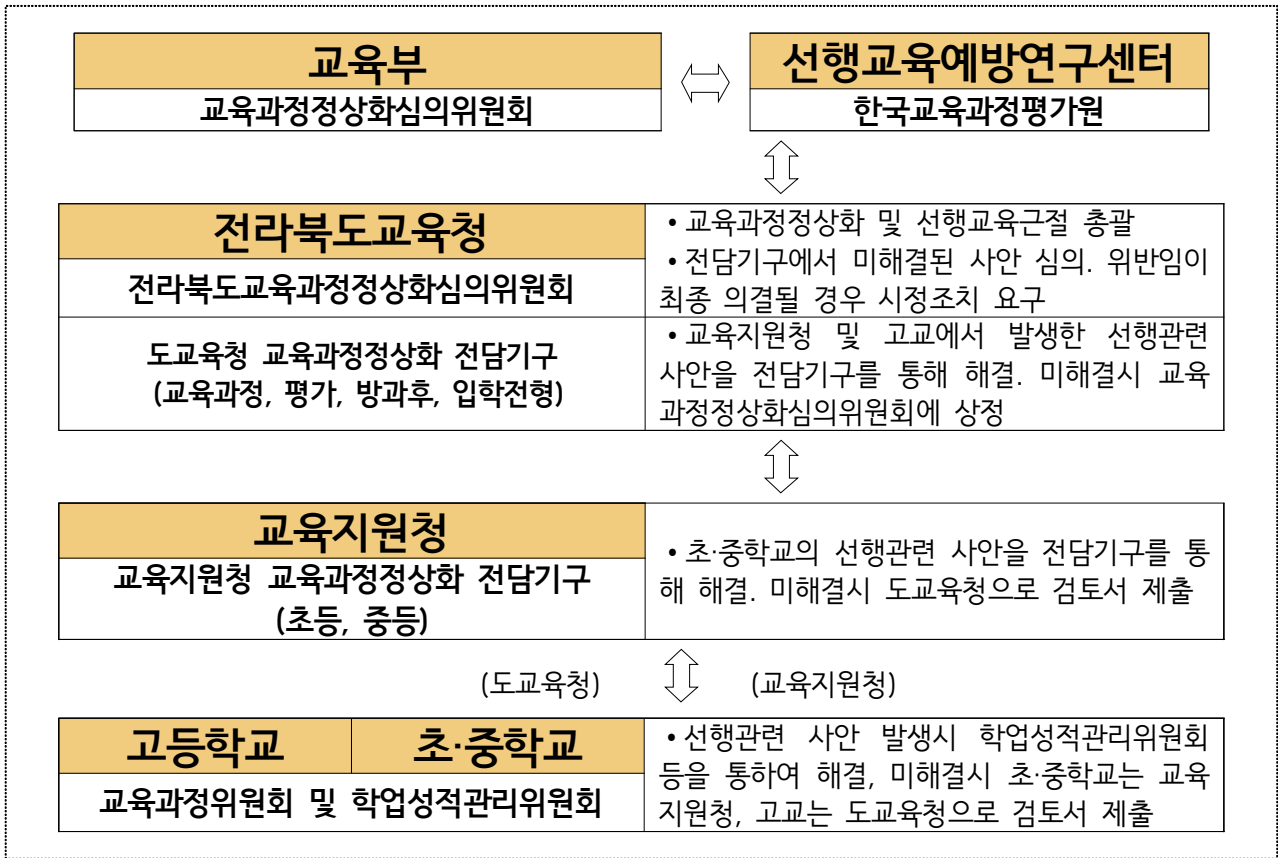 교육부
교육과정정상화심의위원회
선행교육예방연구센터
한국교육과정평가원
전라북도교육청
전라북도교육과정정상화심의위원회
• 교육과정정상화 및 선행교육근절 총괄
• 전담기구에서 미해결된 사안 심의. 위반임이
최종 의결될 경우 시정조치 요구
도교육청 교육과정정상화 전담기구
(교육과정, 평가, 방과후, 입학전형)
• 교육지원청 및 고교에서 발생한 선행관련
사안을 전담기구를 통해 해결. 미해결시 교육
과정정상화심의위원회에 상정
교육지원청
교육지원청 교육과정정상화 전담기구
(초등, 중등)
• 초·중학교의 선행관련 사안을 전담기구를 통
해 해결. 미해결시 도교육청으로 검토서 제출
(도교육청)
(교육지원청)
고등학교
초·중학교
교육과정위원회 및 학업성적관리위원회
• 선행관련 사안 발생시 학업성적관리위원회
등을 통하여 해결, 미해결시 초·중학교는 교육
지원청, 고교는 도교육청으로 검토서 제출